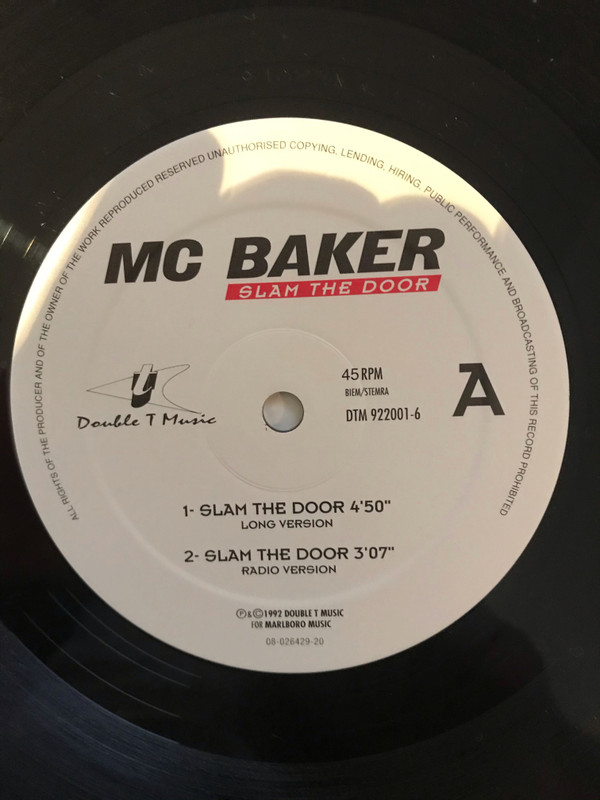 ALL RIGHTS OF THE PRODUCER AND OF THE OWNER OF THE WORK REPRODUCED RESERVED UNAUTHORISED COPYING, LENDING, HIRING, PUBLIC PERFORMANCE AND BROADCASTING OF THIS RECORD PROHIBITED
MC BAKER
SLAM THE DOOR
t
Double T Music
45 RPM
BIEM/STEMRA
DTM 922001-6
A
1- SLAM THE DOOR 4'50"
LONG VERSION
2- SLAM THE DOOR 3'07"
RADIO VERSION
Ⓟ&©1992 DOUBLE T MUSIC
FOR MARLBORO MUSIC
08-026429-20